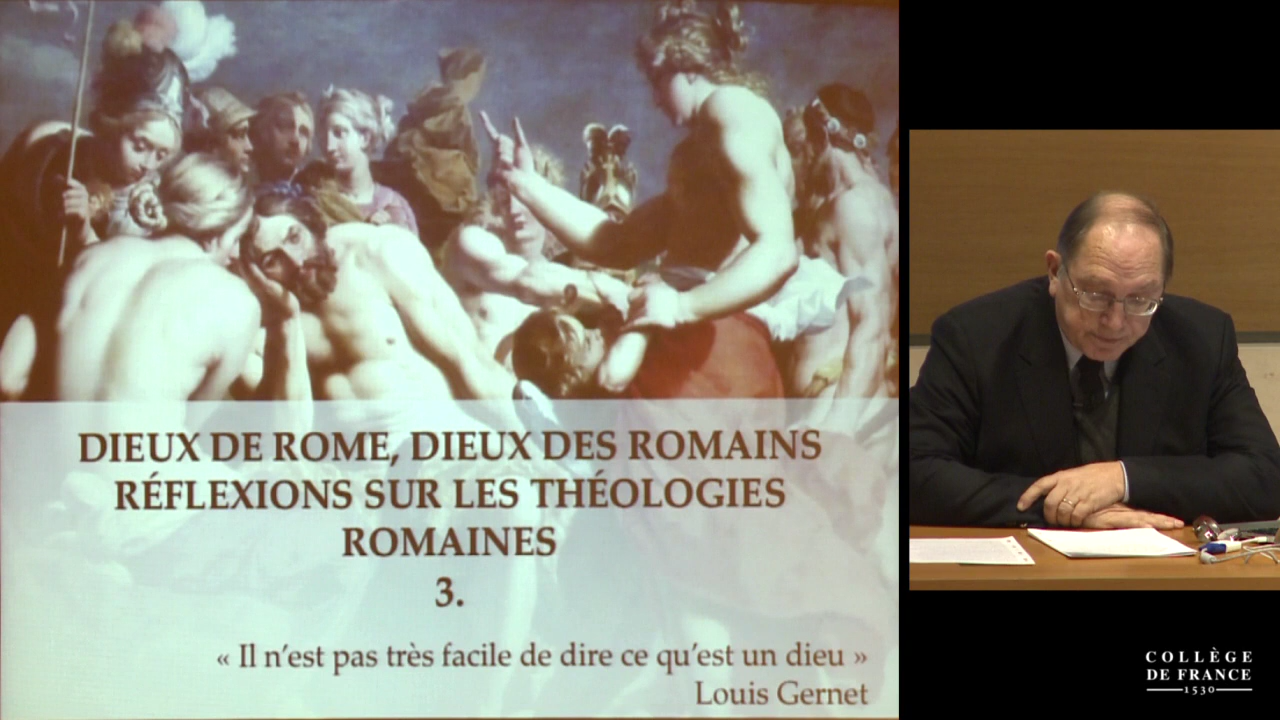 DIEUX DE ROME, DIEUX DES ROMAINS
RÉFLEXIONS SUR LES THÉOLOGIES
ROMAINES
3.
« Il n’est pas très facile de dire ce qu’est un dieu »
Louis Gernet
COLLÈGE
DE FRANCE
1530